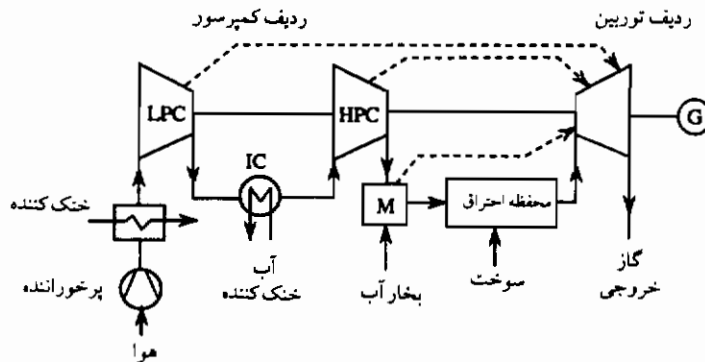 ردیف کمپرسور
ردیف توربین
LPC
HPC
G
IC
M
محفظه احتراق
خنک کننده
پرخوراننده
هوا
آب
خنک کننده
بخار آب
سوخت
گاز
خروجی